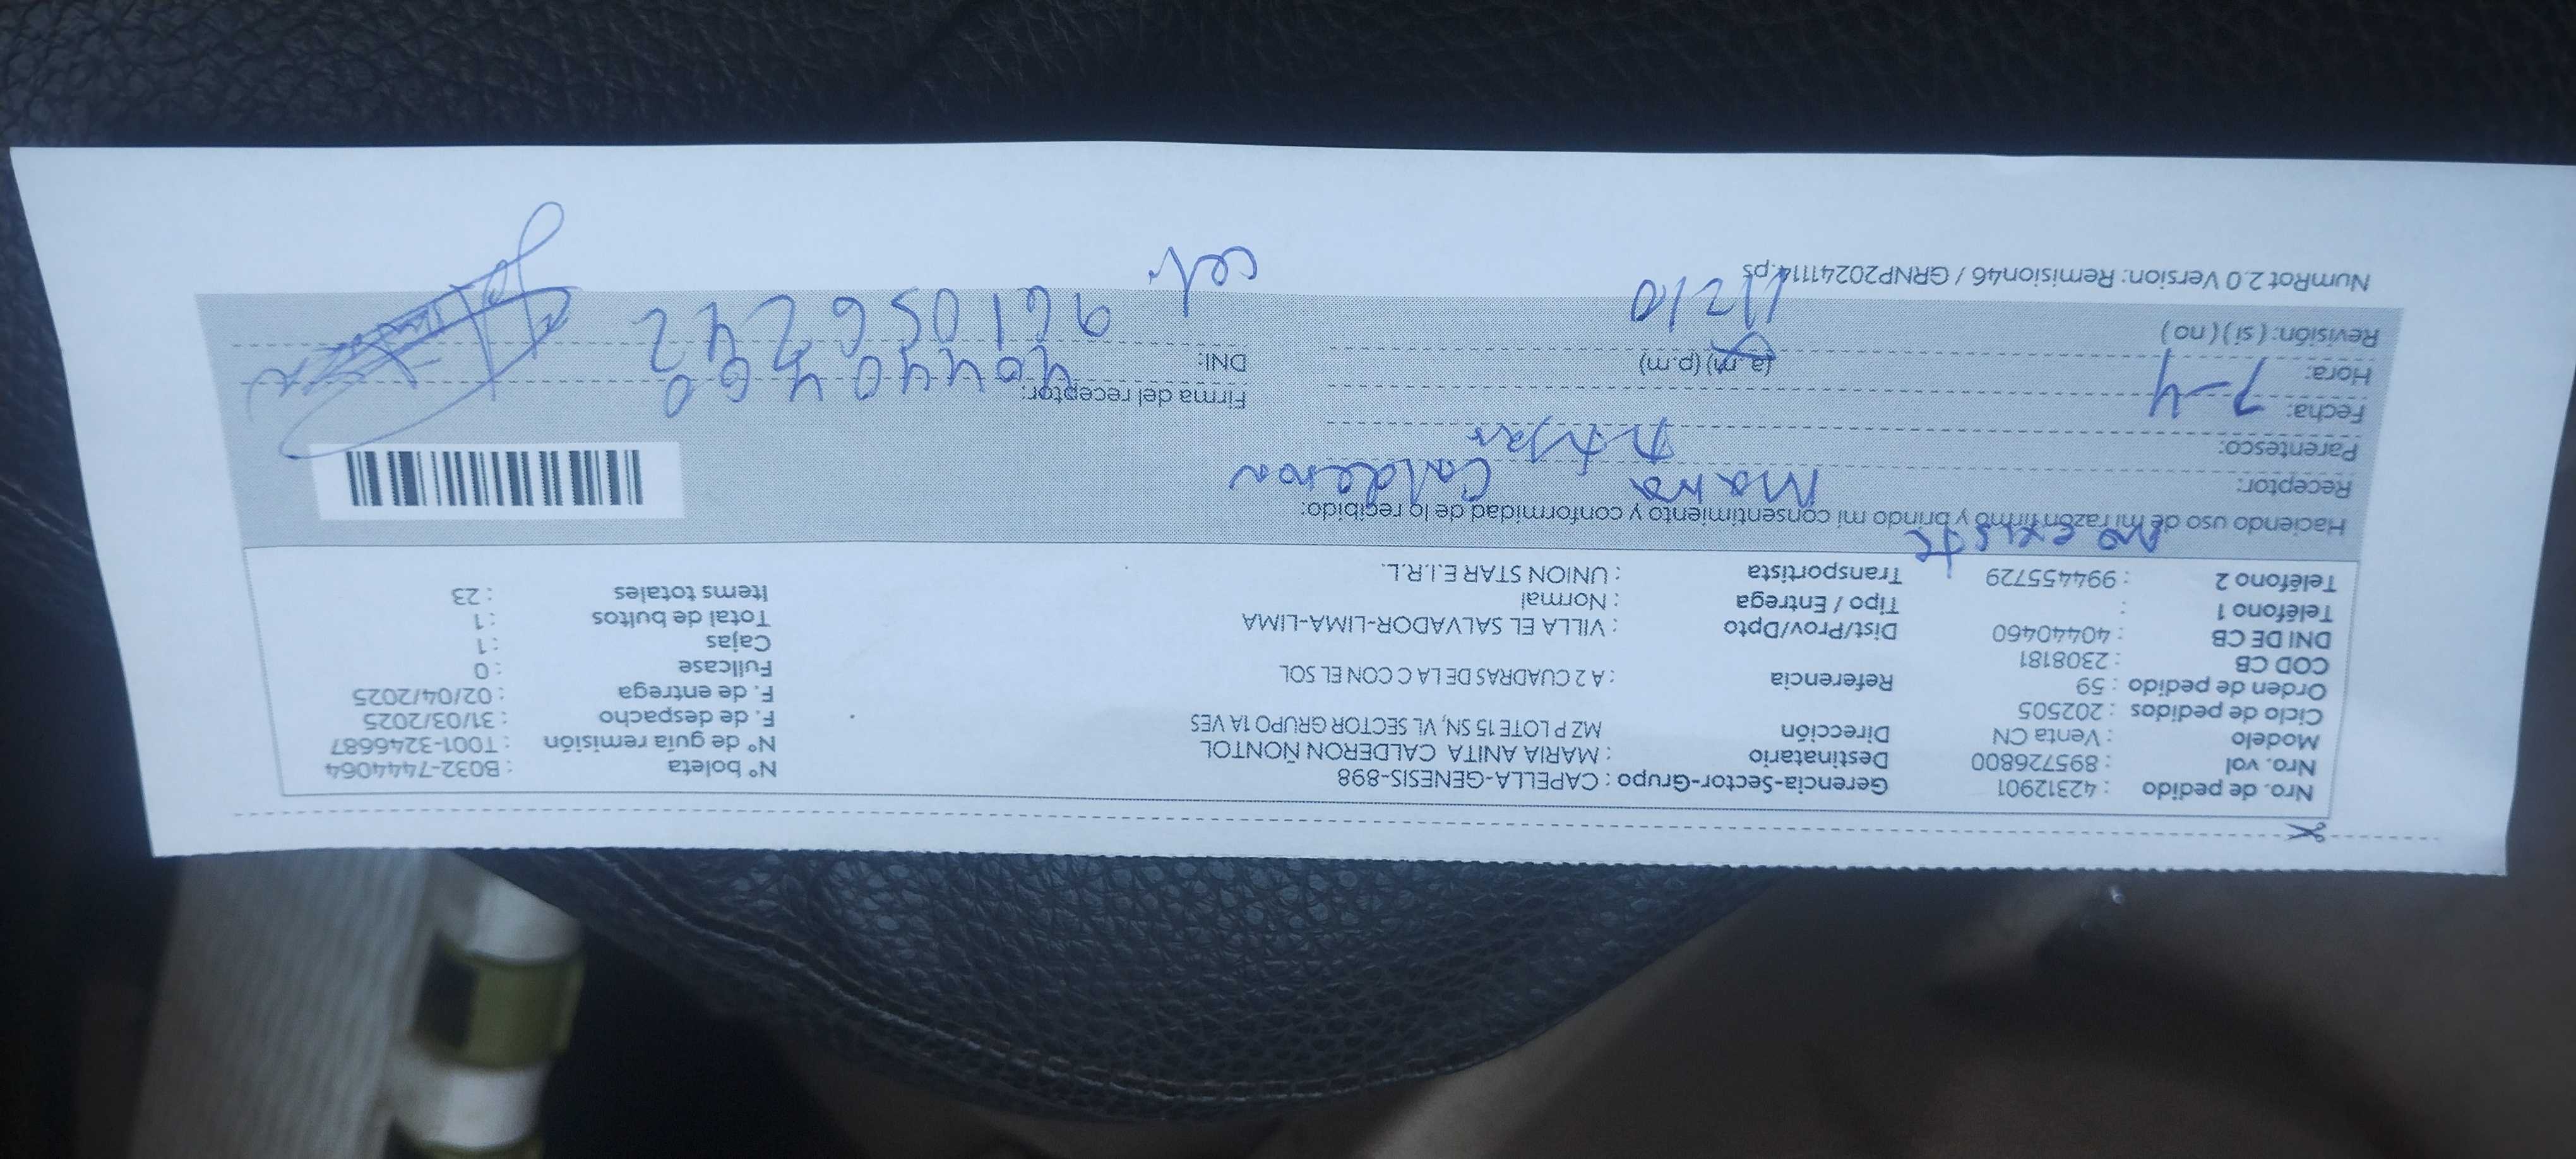 Nro. de pedido : 42312901 Gerencia-Sector-Grupo : CAPELLA-GENESIS-898 N° boleta : B032-7444064
Nro. vol : 895726800 Destinatario : MARIA ANITA CALDERON ÑONTOL N° de guia remisión : T001-3246687
Modelo : Venta CN Dirección MZ P LOTE 15 SN, VL SECTOR GRUPO 1A VES F. de despacho : 31/03/2025
Ciclo de pedidos : 202505 F. de entrega : 02/04/2025
Orden de pedido : 59 Referencia : A 2 CUADRAS DE LA C CON EL SOL Fullcase : 0
COD CB : 2308181 Cajas : 1
DNI DE CB : 40440460 Dist/Prov/Dpto : VILLA EL SALVADOR-LIMA-LIMA Total de bultos : 1
Teléfono 1 : Tipo / Entrega : Normal Items totales : 23
Teléfono 2 : 994455729 Transportista : UNION STAR E.I.R.L.
no existe
Haciendo uso de mi razón firmo y brindo mi consentimiento y conformidad de lo recibido:
Receptor: Maria Calderon
Parentesco: titular
Fecha: 7-4 Firma del receptor:
40440460
Hora: (a.m) (p.m) DNI:
961056242
Revisión: (si) (no) 1210
cel.
NumRot 2.0 Version: Remision46 / GRNP20241114.ps